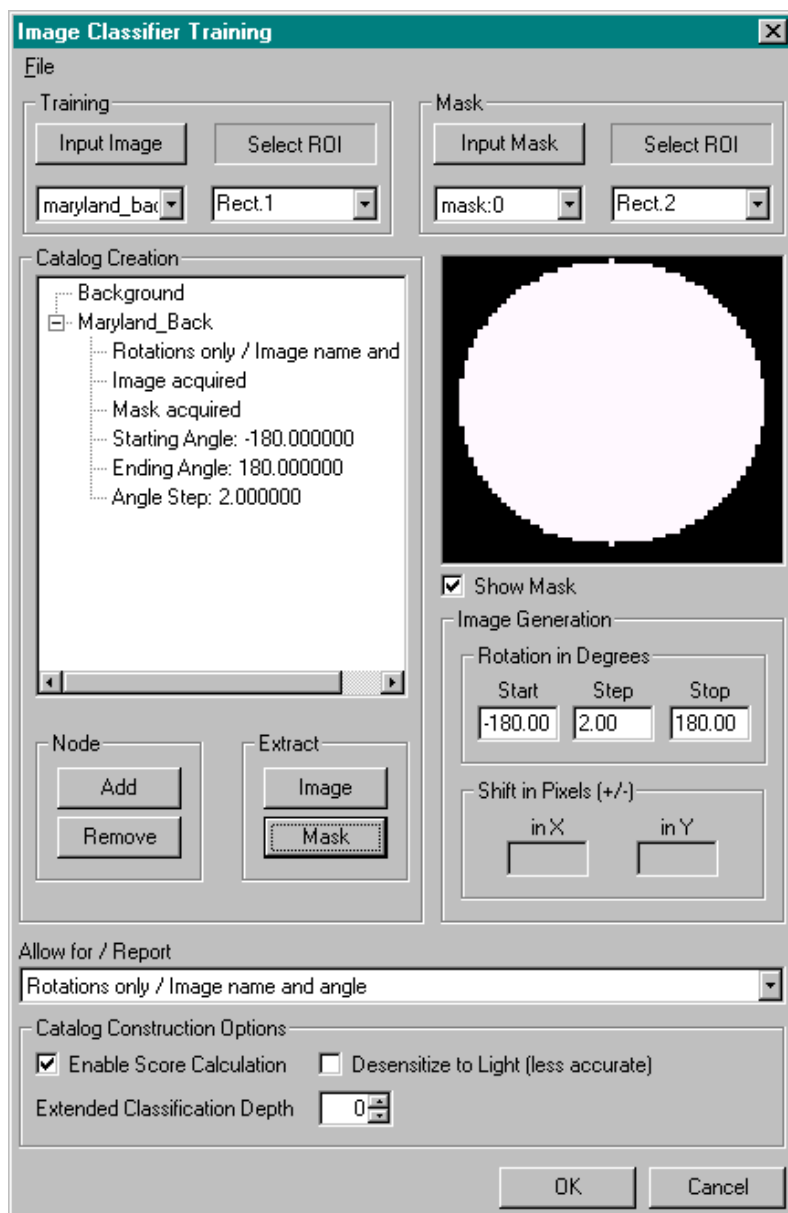 Image Classifier Training
File
Training
Input Image
Select ROI
maryland_bac
Rect.1
Mask
Input Mask
Select ROI
mask:0
Rect.2
Catalog Creation
Background
Maryland_Back
Rotations only / Image name and
Image acquired
Mask acquired
Starting Angle: -180.000000
Ending Angle: 180.000000
Angle Step: 2.000000
Node
Add
Remove
Extract
Image
Mask
Show Mask
Image Generation
Rotation in Degrees
Start Step Stop
-180.00 2.00 180.00
Shift in Pixels (+/-)
in X in Y
Allow for / Report
Rotations only / Image name and angle
Catalog Construction Options
Enable Score Calculation
Desensitize to Light (less accurate)
Extended Classification Depth 0
OK Cancel